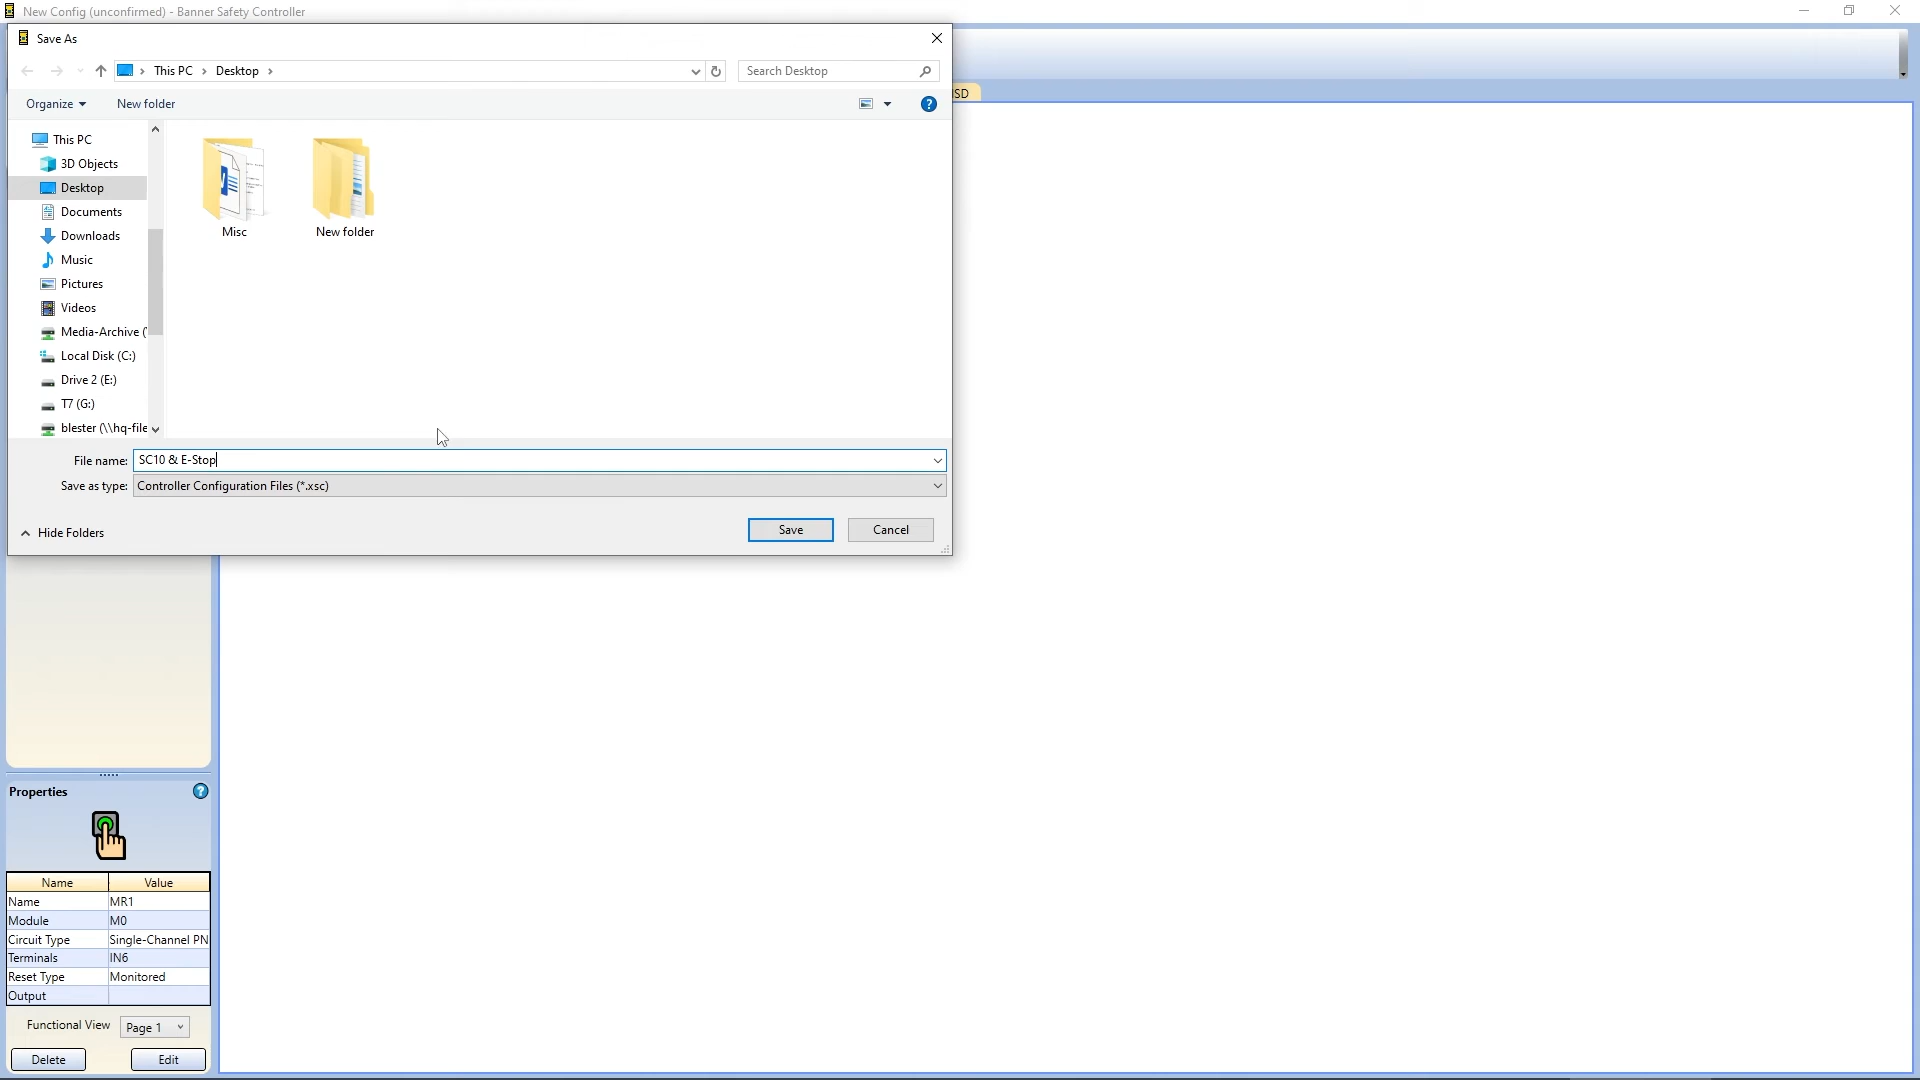 New Config (unconfirmed) - Banner Safety Controller
Save As
This PC
Desktop
Search Desktop
Organize
New folder
ISD
This PC
3D Objects
Desktop
Documents
Downloads
Music
Pictures
Videos
Media-Archive (
Local Disk (C:)
Drive 2 (E:)
T7 (G:)
blester (\\hq-file
Misc
New folder
File name: SC10 & E-Stop
Save as type: Controller Configuration Files (*.xsc)
Hide Folders
Save
Cancel
Properties
Name Value
Name MR1
Module M0
Circuit Type Single-Channel PN
Terminals IN6
Reset Type Monitored
Output
Functional View Page 1
Delete
Edit